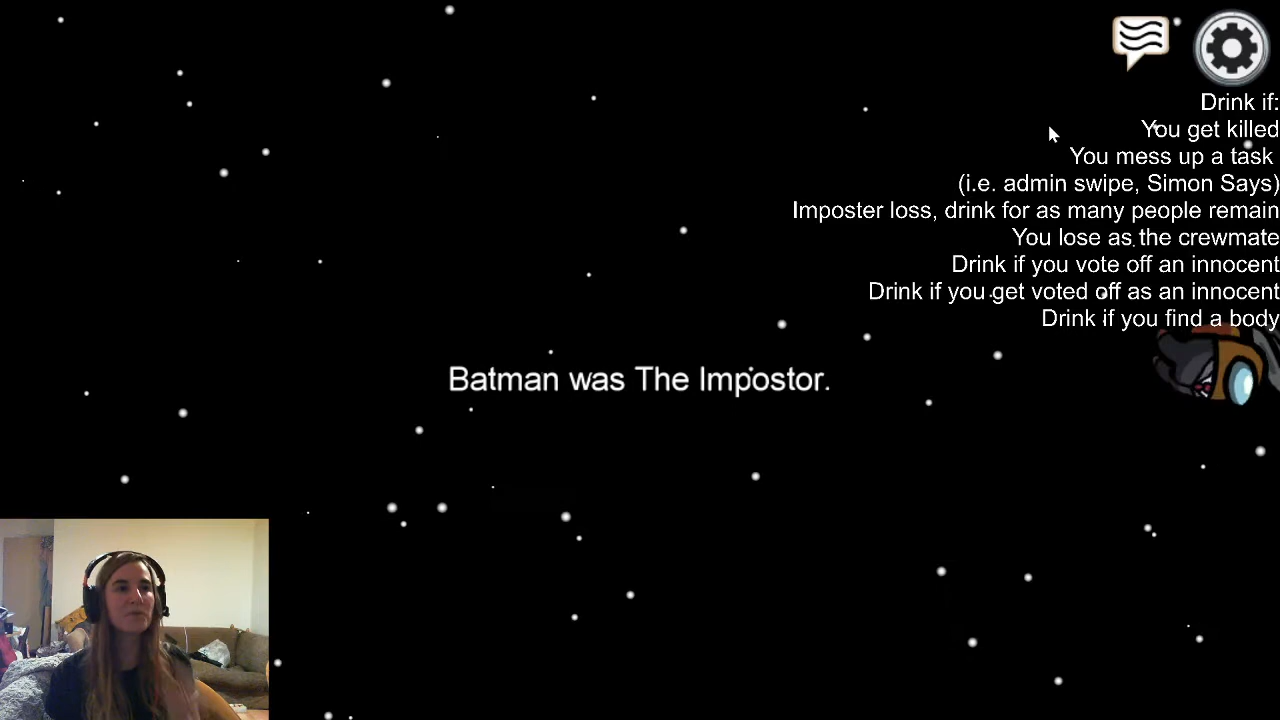 Drink if:
You get killed
You mess up a task
(i.e. admin swipe, Simon Says)
Imposter loss, drink for as many people remain
You lose as the crewmate
Drink if you vote off an innocent
Drink if you get voted off as an innocent
Drink if you find a body
Batman was The Impostor.